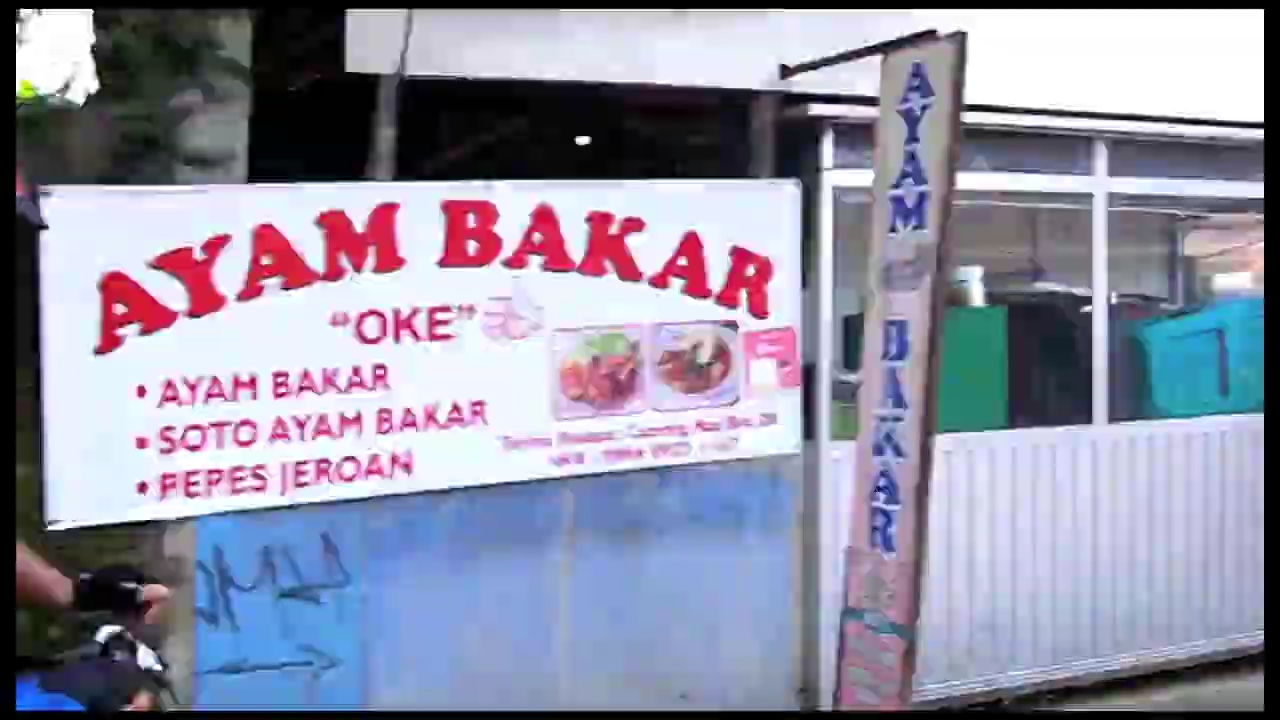 AYAM BAKAR
"OKE"
• AYAM BAKAR
• SOTO AYAM BAKAR
• PEPES JEROAN
AYAM BAKAR